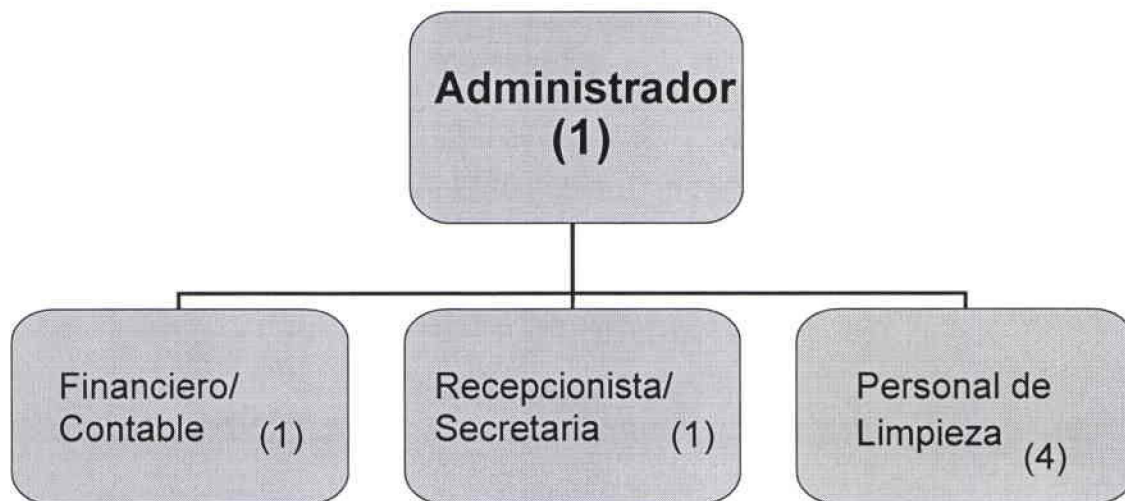 Administrador
(1)
Financiero/
Contable (1)
Recepcionista/
Secretaria (1)
Personal de
Limpieza (4)